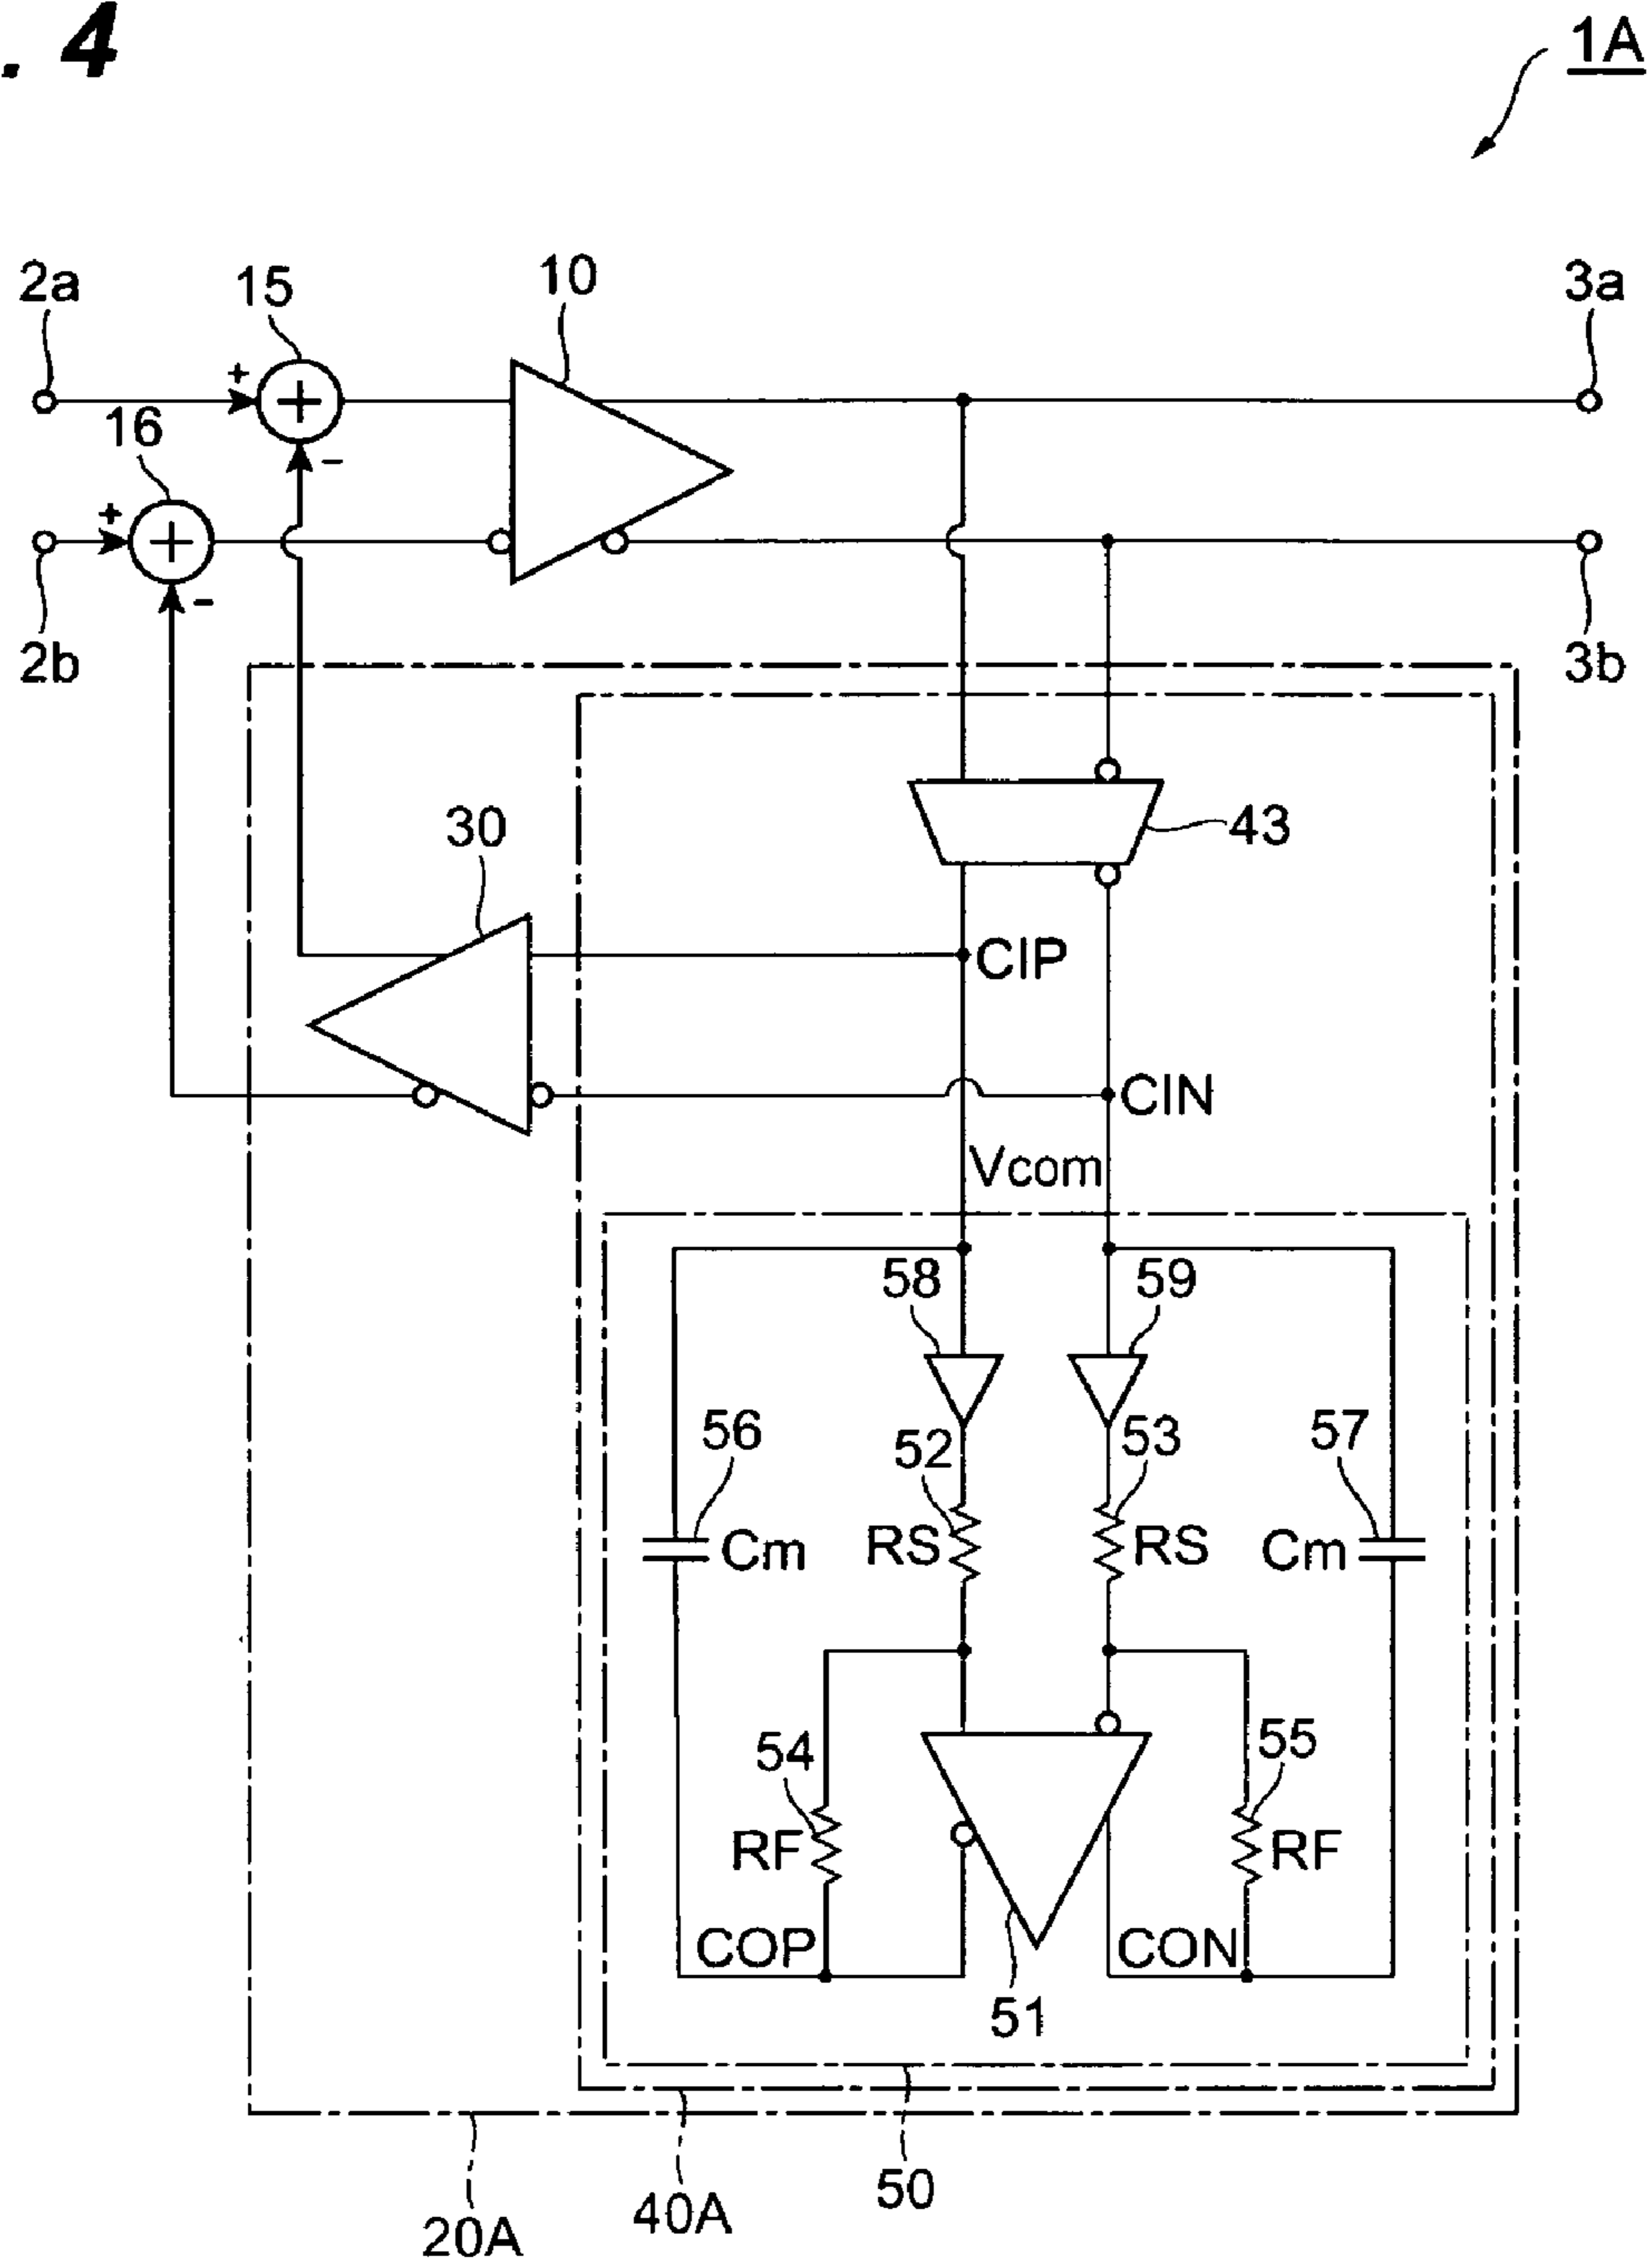 . 4
1A
2a
15
10
3a
+
16
+
-
+
+
-
2b
3b
43
30
CIP
CIN
Vcom
58
59
56
52
53
57
Cm
RS
RS
Cm
54
55
RF
RF
COP
CON
51
50
40A
20A